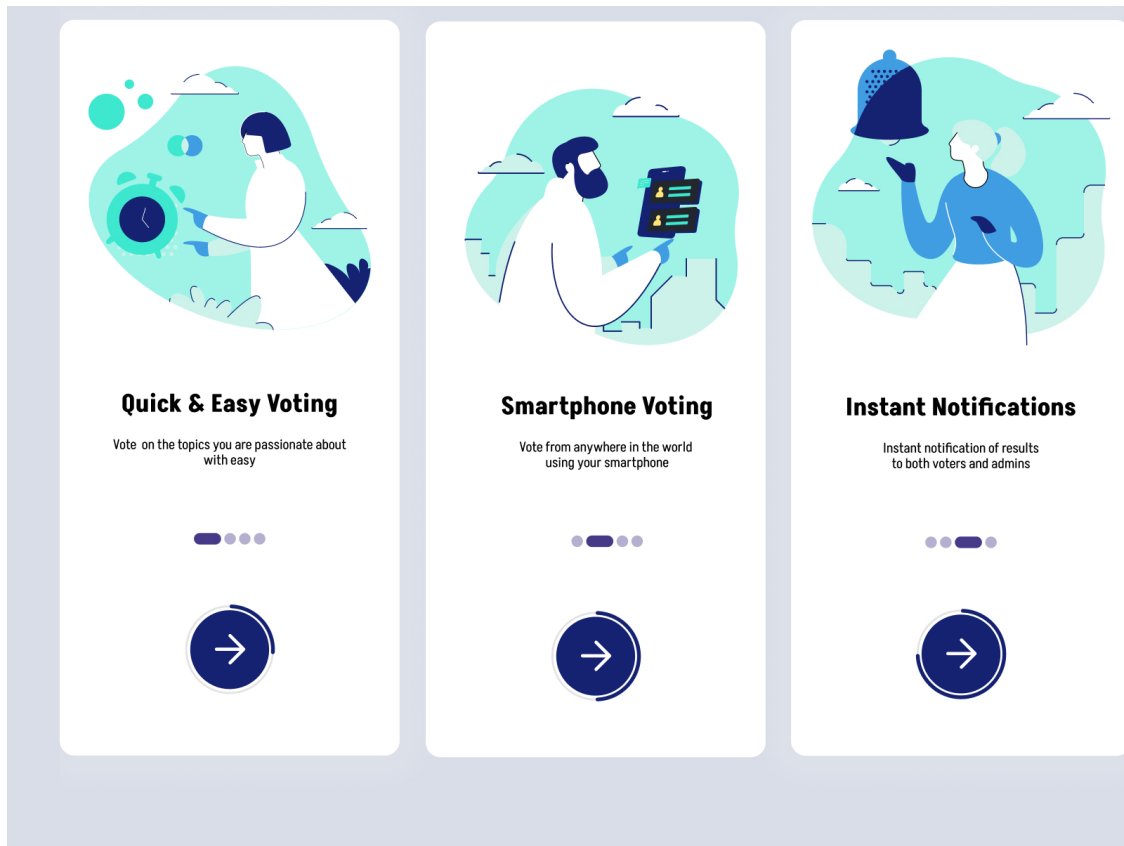 Quick & Easy Voting
Vote on the topics you are passionate about
with easy
Smartphone Voting
Vote from anywhere in the world
using your smartphone
Instant Notifications
Instant notification of results
to both voters and admins